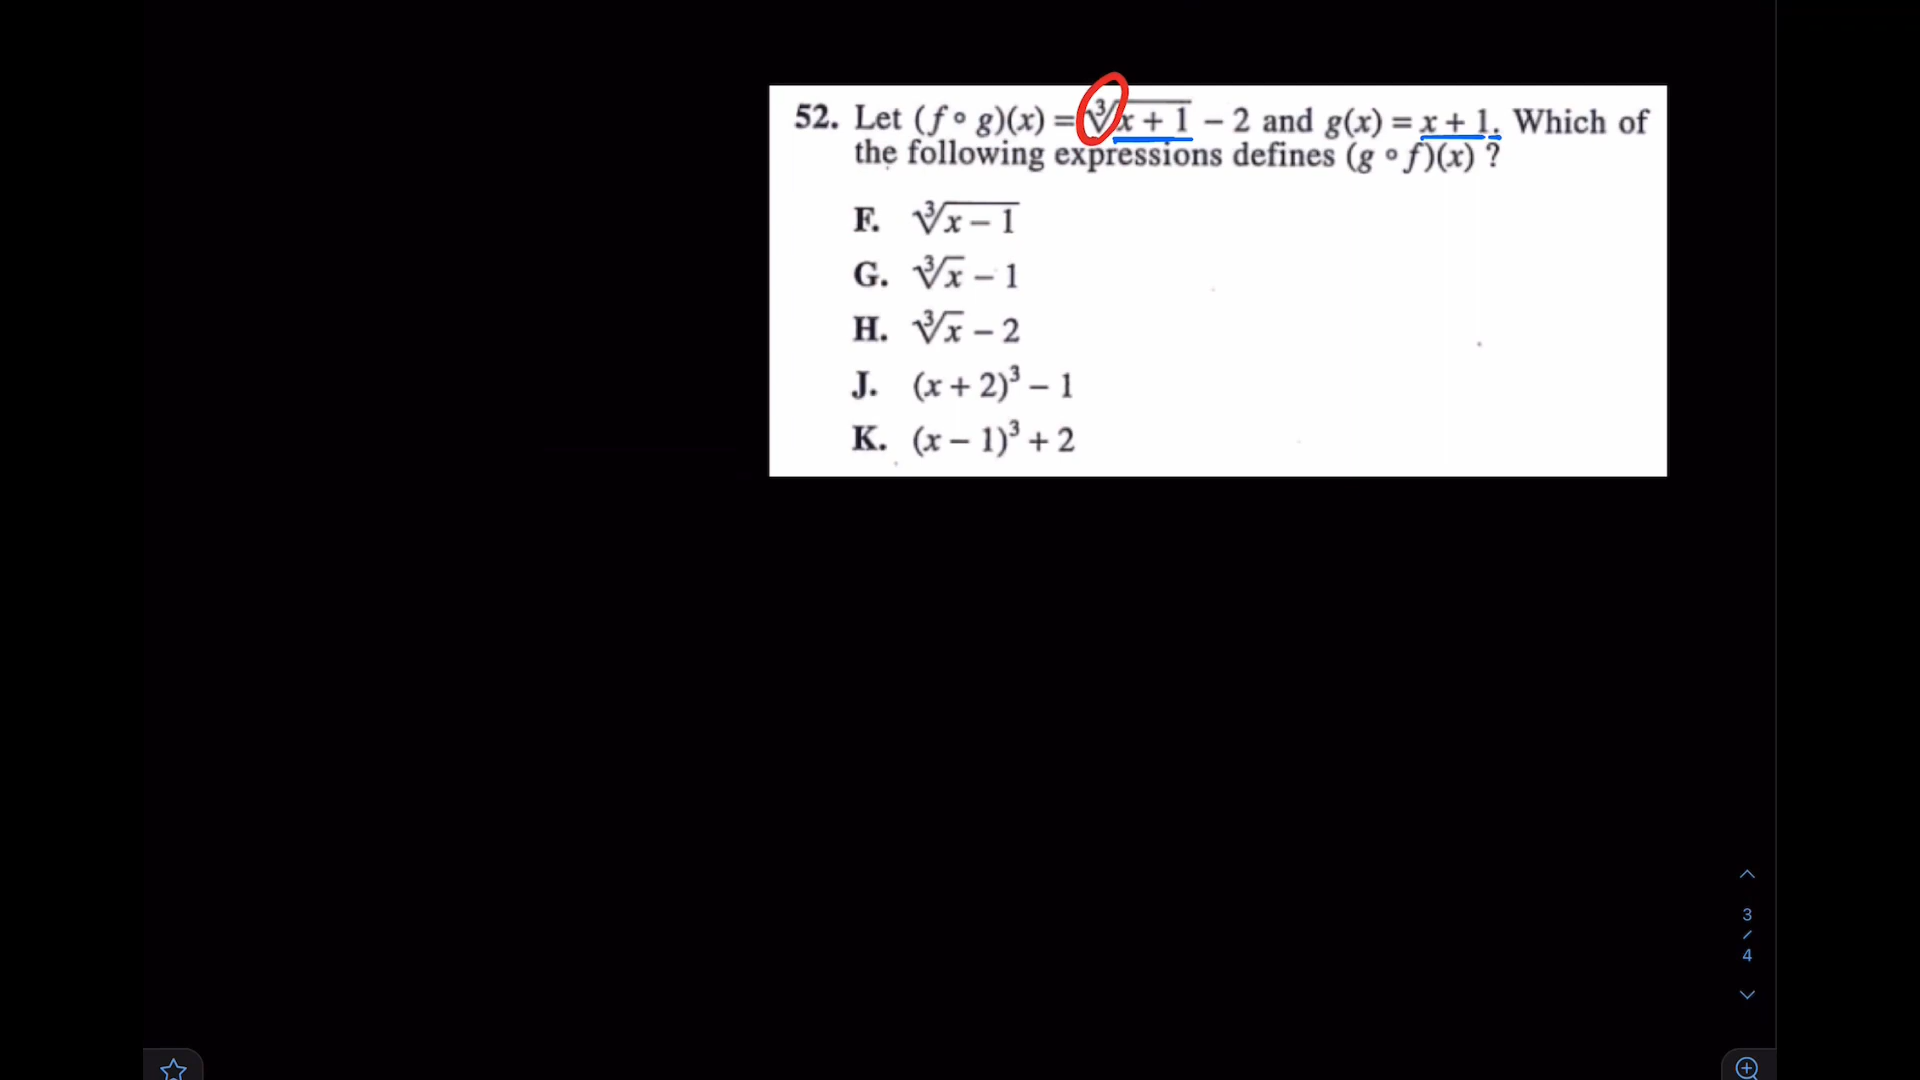 52. Let (f ∘ g)(x) = ∛(x + 1) − 2 and g(x) = x + 1. Which of
the following expressions defines (g ∘ f)(x) ?
F. ∛(x − 1)
G. ∛x − 1
H. ∛x − 2
J. (x + 2)³ − 1
K. (x − 1)³ + 2
3
/
4